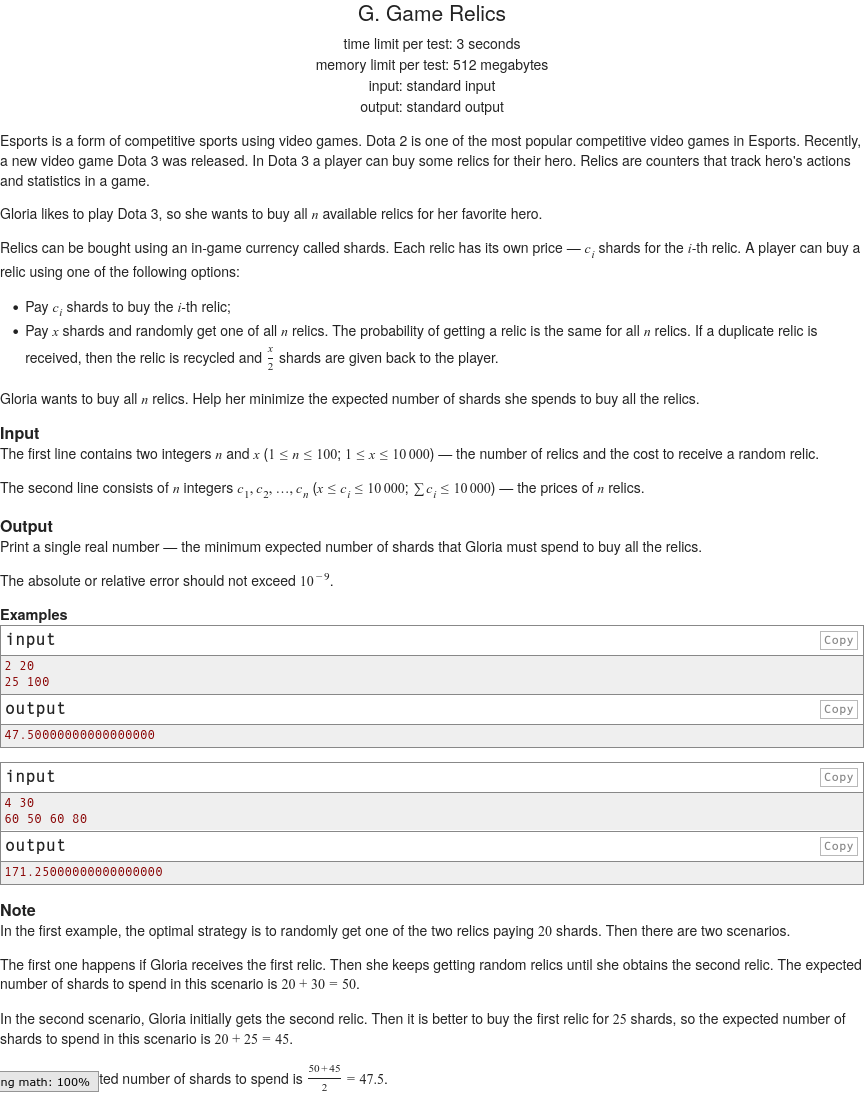 G. Game Relics
time limit per test: 3 seconds
memory limit per test: 512 megabytes
input: standard input
output: standard output
Esports is a form of competitive sports using video games. Dota 2 is one of the most popular competitive video games in Esports. Recently,
a new video game Dota 3 was released. In Dota 3 a player can buy some relics for their hero. Relics are counters that track hero's actions
and statistics in a game.
Gloria likes to play Dota 3, so she wants to buy all n available relics for her favorite hero.
Relics can be bought using an in-game currency called shards. Each relic has its own price — c_i shards for the i-th relic. A player can buy a
relic using one of the following options:
• Pay c_i shards to buy the i-th relic;
• Pay x shards and randomly get one of all n relics. The probability of getting a relic is the same for all n relics. If a duplicate relic is
received, then the relic is recycled and x/2 shards are given back to the player.
Gloria wants to buy all n relics. Help her minimize the expected number of shards she spends to buy all the relics.
Input
The first line contains two integers n and x (1 ≤ n ≤ 100; 1 ≤ x ≤ 10 000) — the number of relics and the cost to receive a random relic.
The second line consists of n integers c_1, c_2, …, c_n (x ≤ c_i ≤ 10 000; ∑ c_i ≤ 10 000) — the prices of n relics.
Output
Print a single real number — the minimum expected number of shards that Gloria must spend to buy all the relics.
The absolute or relative error should not exceed 10^−9.
Examples
input Copy
2 20
25 100
output Copy
47.50000000000000000
input Copy
4 30
60 50 60 80
output Copy
171.25000000000000000
Note
In the first example, the optimal strategy is to randomly get one of the two relics paying 20 shards. Then there are two scenarios.
The first one happens if Gloria receives the first relic. Then she keeps getting random relics until she obtains the second relic. The expected
number of shards to spend in this scenario is 20 + 30 = 50.
In the second scenario, Gloria initially gets the second relic. Then it is better to buy the first relic for 25 shards, so the expected number of
shards to spend in this scenario is 20 + 25 = 45.
ng math: 100% ted number of shards to spend is (50+45)/2 = 47.5.